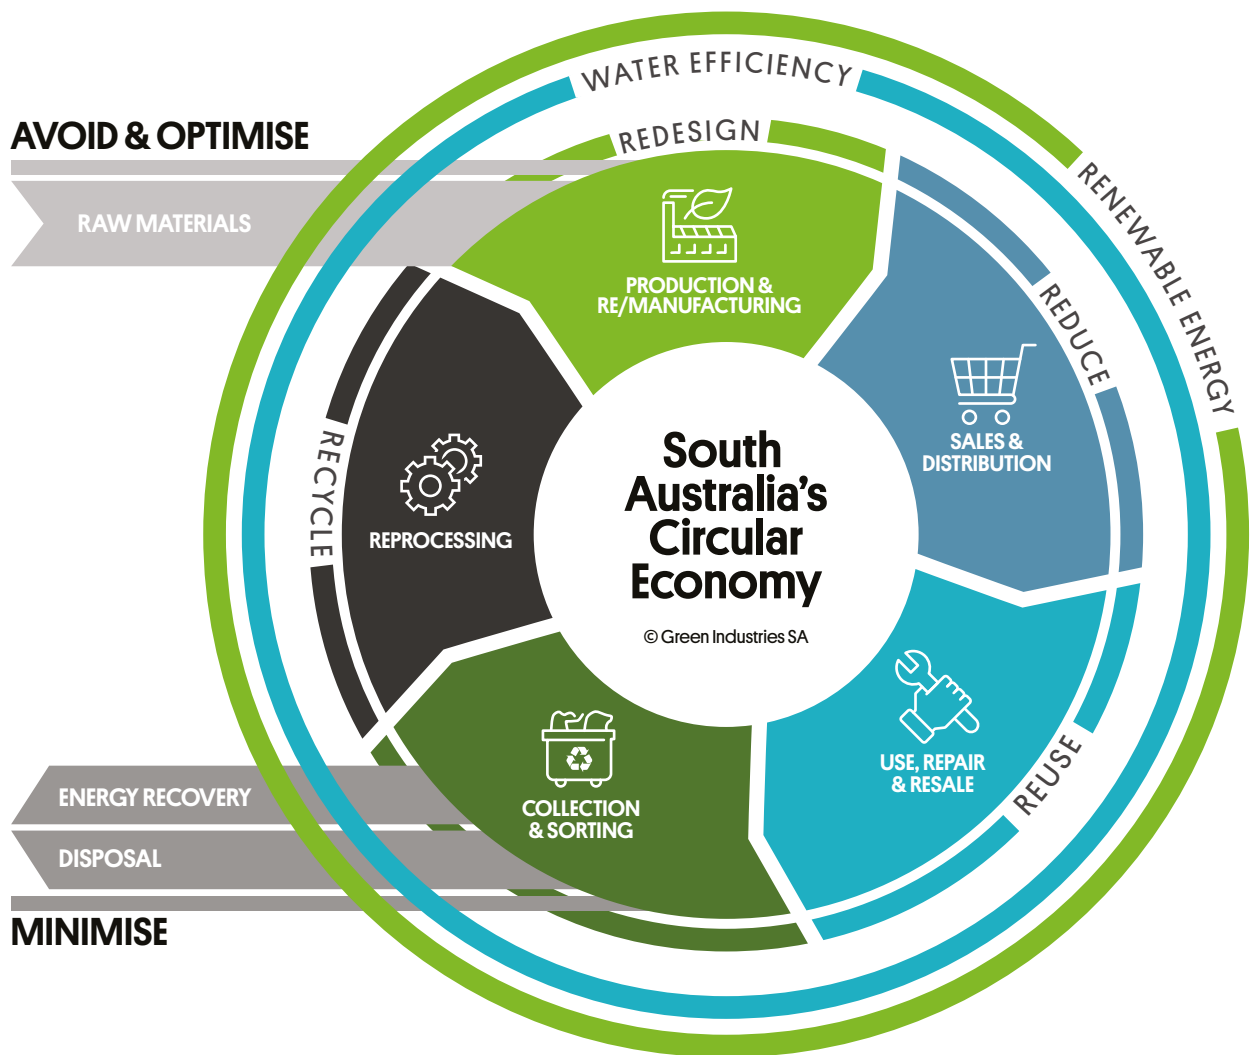 WATER EFFICIENCY
AVOID & OPTIMISE
REDESIGN
RENEWABLE ENERGY
RAW MATERIALS
PRODUCTION &
RE/MANUFACTURING
REDUCE
SALES &
DISTRIBUTION
South
Australia's
Circular
Economy
© Green Industries SA
RECYCLE
REPROCESSING
USE, REPAIR
& RESALE
REUSE
COLLECTION
& SORTING
ENERGY RECOVERY
DISPOSAL
MINIMISE